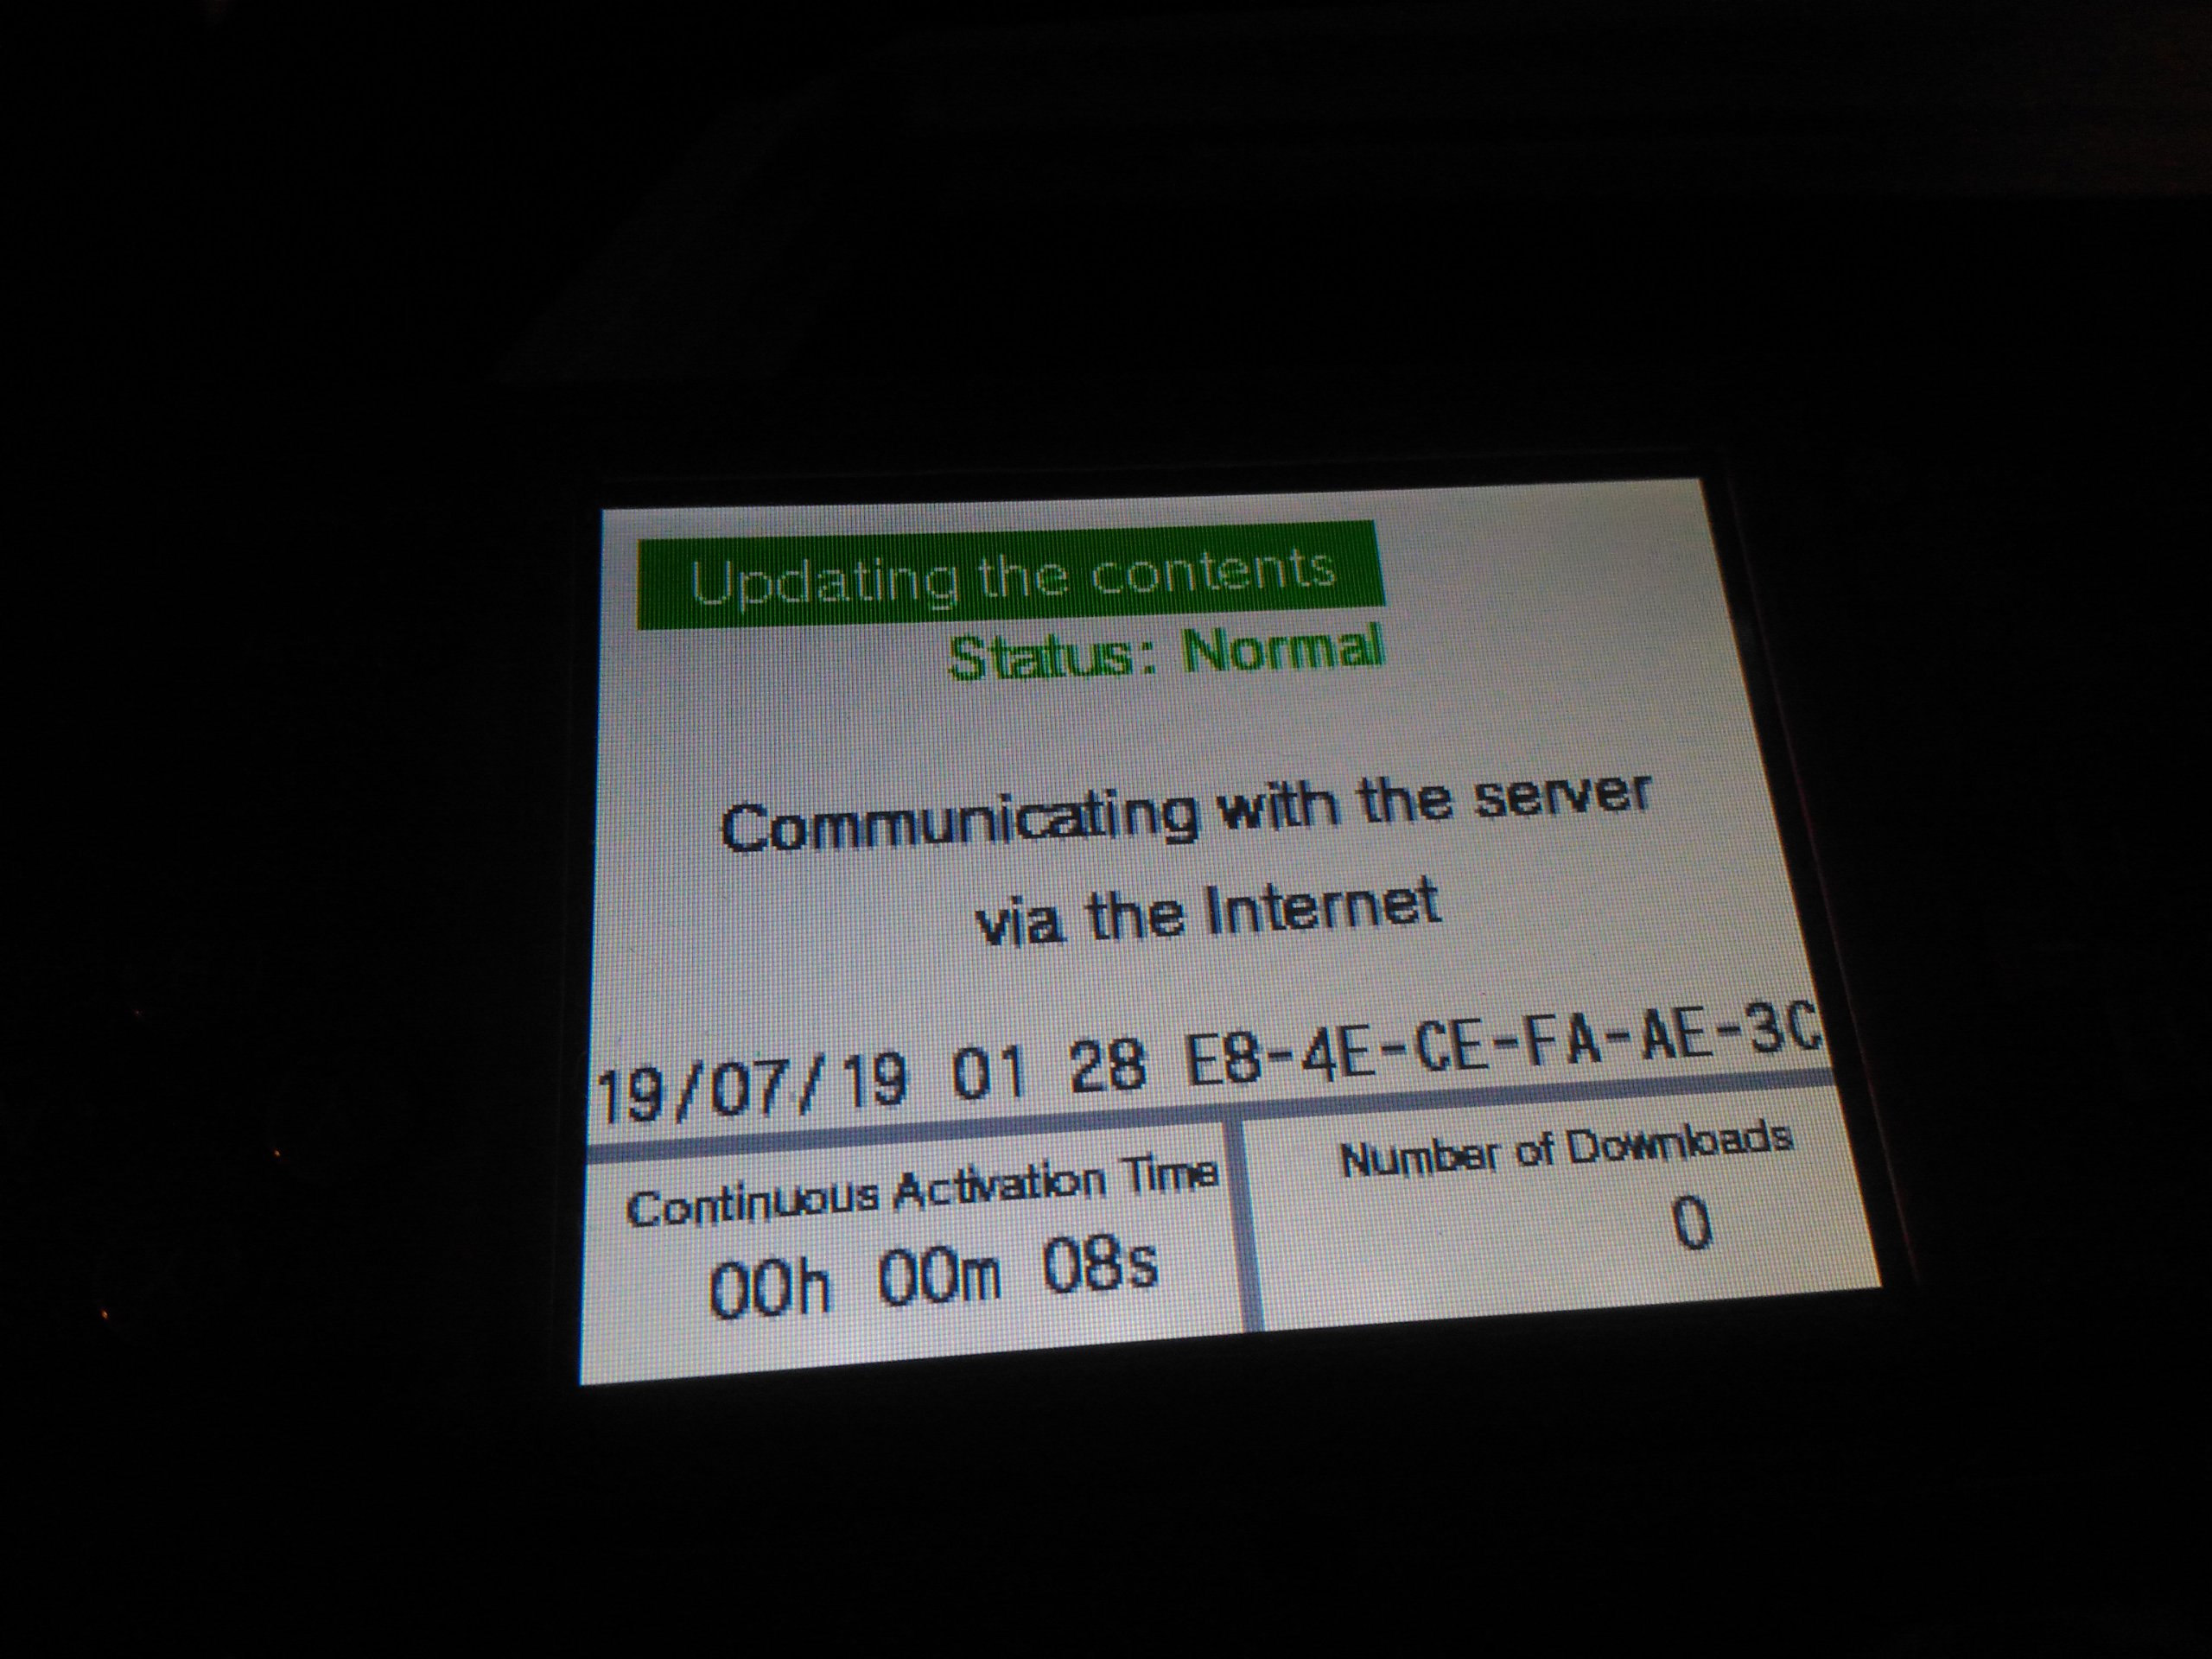 Updating the contents
Status: Normal
Communicating with the server
via the Internet
19/07/19 01 28 E8-4E-CE-FA-AE-3C
Continuous Activation Time
00h 00m 08s
Number of Downloads
0